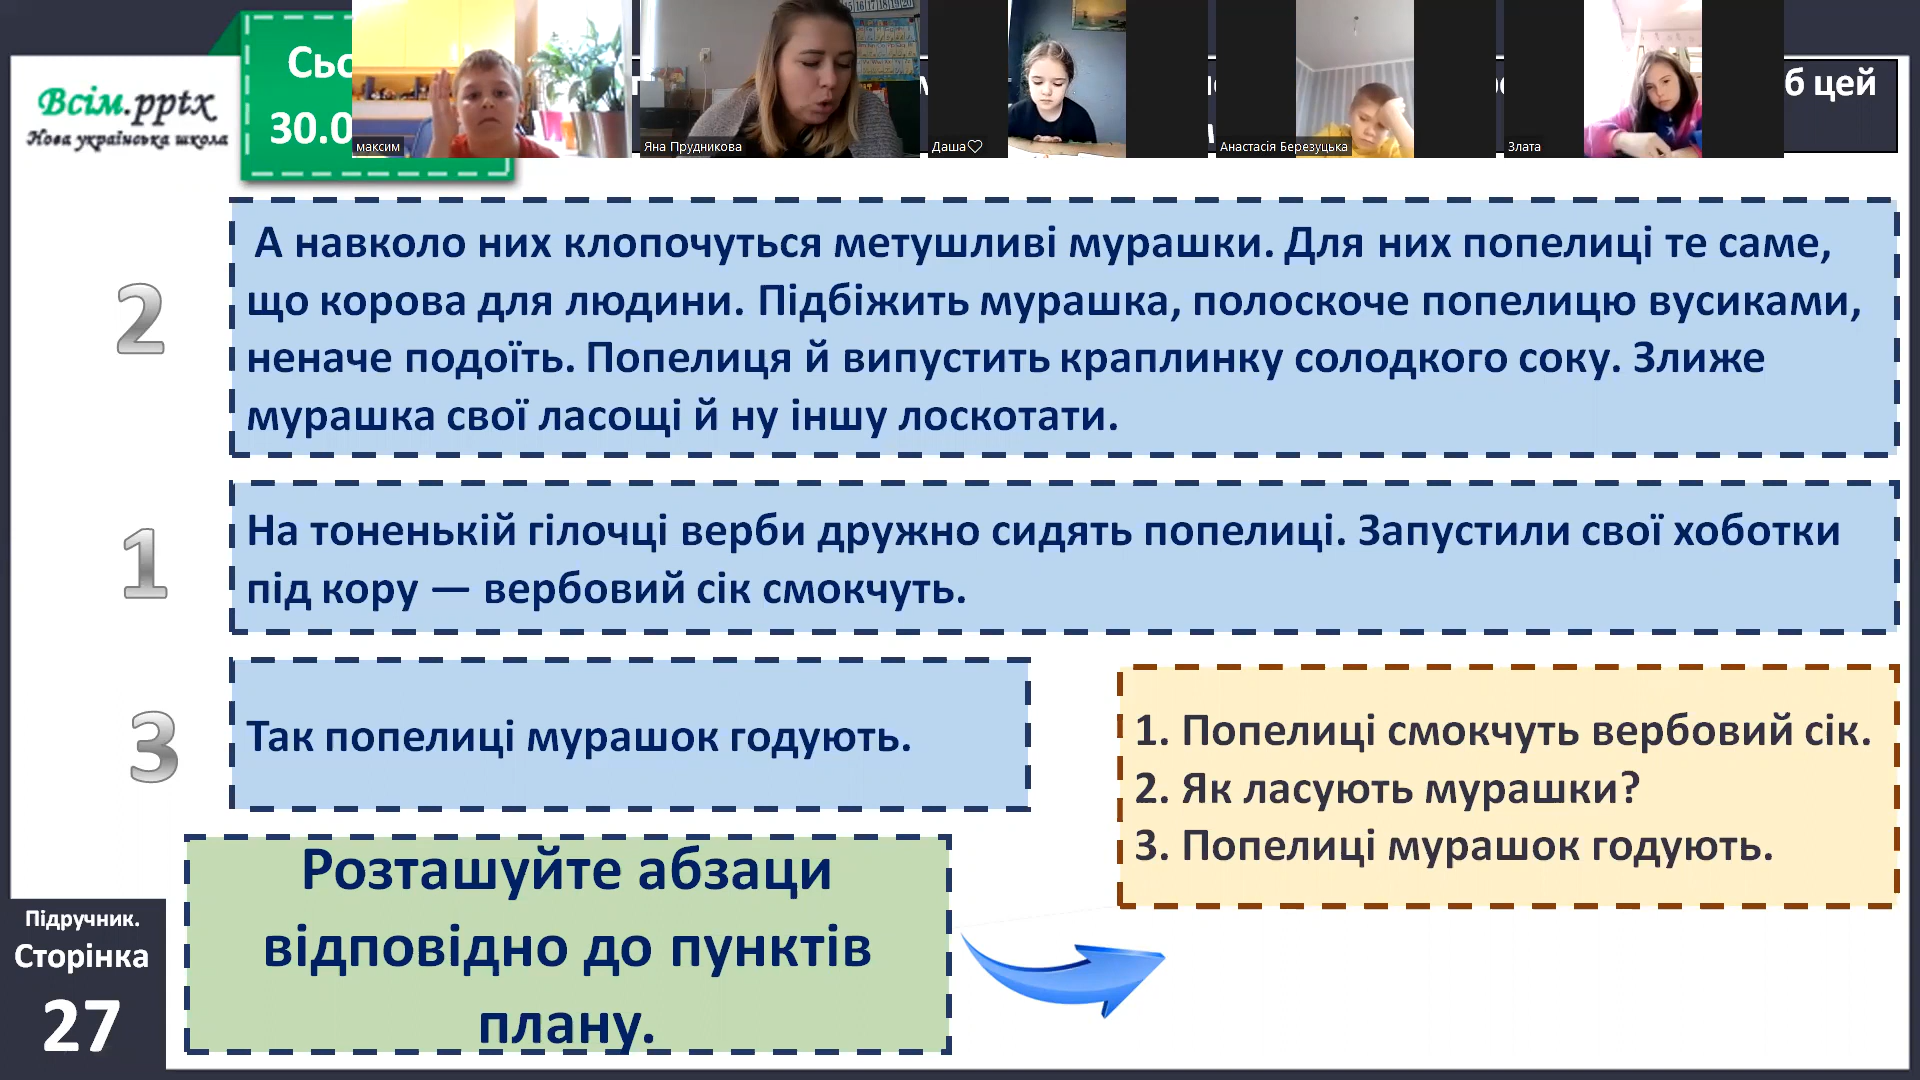 Всім.pptx
Нова українська школа
30.0
б цей
максим
Яна Прудникова
Даша♡
Анастасія Березуцька
Злата
2
А навколо них клопочуться метушливі мурашки. Для них попелиці те саме,
що корова для людини. Підбіжить мурашка, полоскоче попелицю вусиками,
неначе подоїть. Попелиця й випустить краплинку солодкого соку. Злиже
мурашка свої ласощі й ну іншу лоскотати.
1
На тоненькій гілочці верби дружно сидять попелиці. Запустили свої хоботки
під кору — вербовий сік смокчуть.
3
Так попелиці мурашок годують.
1. Попелиці смокчуть вербовий сік.
2. Як ласують мурашки?
3. Попелиці мурашок годують.
Розташуйте абзаци
відповідно до пунктів
плану.
Підручник.
Сторінка
27